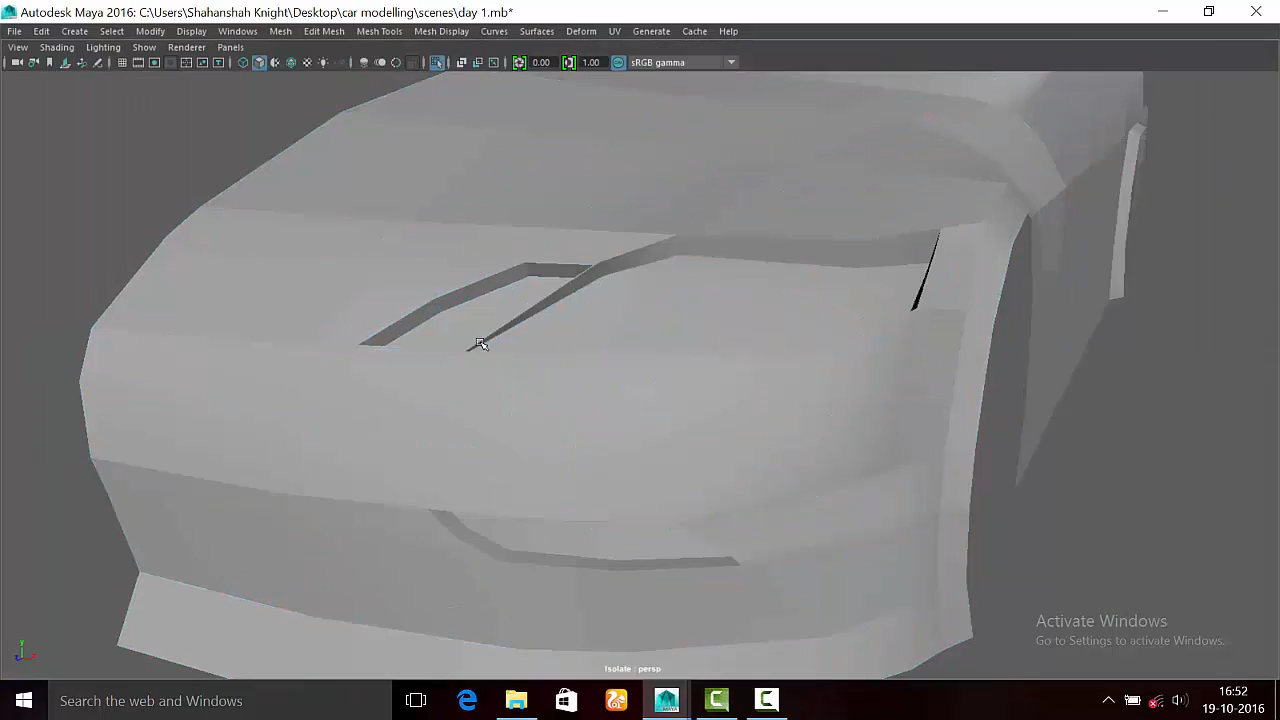 Autodesk Maya 2016: C:\Users\Shahanshah Knight\Desktop\car modelling\scenes\day 1.mb*
File Edit Create Select Modify Display Windows Mesh Edit Mesh Mesh Tools Mesh Display Curves Surfaces Deform UV Generate Cache Help
View Shading Lighting Show Renderer Panels
0.00 1.00 sRGB gamma
Activate Windows
Go to Settings to activate Windows.
Isolate : persp
Search the web and Windows
16:52
19-10-2016